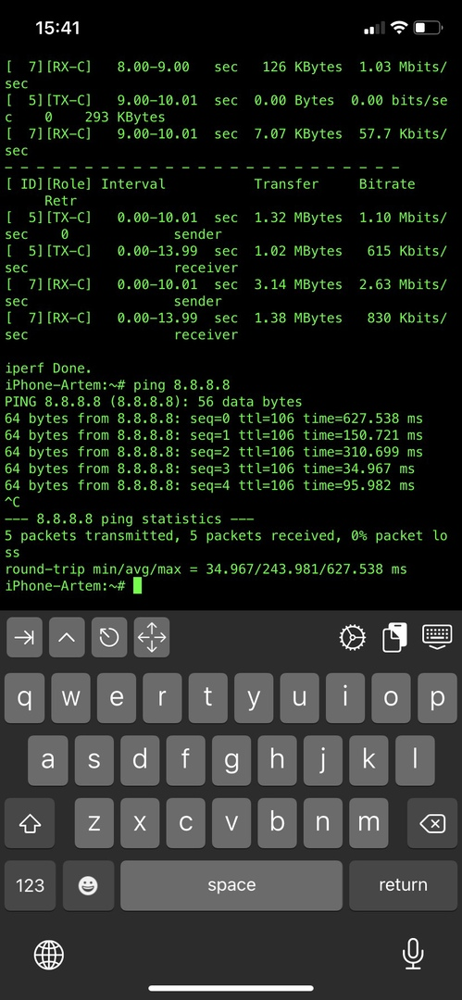 15:41
[  7][RX-C]   8.00-9.00   sec   126 KBytes  1.03 Mbits/
sec
[  5][TX-C]   9.00-10.01  sec  0.00 Bytes  0.00 bits/se
c    0    293 KBytes
[  7][RX-C]   9.00-10.01  sec  7.07 KBytes  57.7 Kbits/
sec
- - - - - - - - - - - - - - - - - - - - - - - - -
[ ID][Role] Interval           Transfer     Bitrate
     Retr
[  5][TX-C]   0.00-10.01  sec  1.32 MBytes  1.10 Mbits/
sec    0             sender
[  5][TX-C]   0.00-13.99  sec  1.02 MBytes   615 Kbits/
sec                  receiver
[  7][RX-C]   0.00-10.01  sec  3.14 MBytes  2.63 Mbits/
sec                  sender
[  7][RX-C]   0.00-13.99  sec  1.38 MBytes   830 Kbits/
sec                  receiver
iperf Done.
iPhone-Artem:~# ping 8.8.8.8
PING 8.8.8.8 (8.8.8.8): 56 data bytes
64 bytes from 8.8.8.8: seq=0 ttl=106 time=627.538 ms
64 bytes from 8.8.8.8: seq=1 ttl=106 time=150.721 ms
64 bytes from 8.8.8.8: seq=2 ttl=106 time=310.699 ms
64 bytes from 8.8.8.8: seq=3 ttl=106 time=34.967 ms
64 bytes from 8.8.8.8: seq=4 ttl=106 time=95.982 ms
^C
--- 8.8.8.8 ping statistics ---
5 packets transmitted, 5 packets received, 0% packet lo
ss
round-trip min/avg/max = 34.967/243.981/627.538 ms
iPhone-Artem:~#
q w e r t y u i o p
a s d f g h j k l
z x c v b n m
123 space return